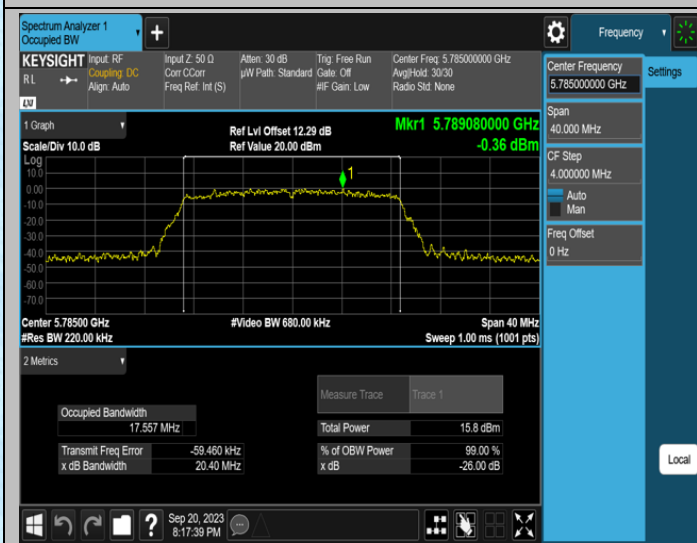 Spectrum Analyzer 1
Occupied BW
Frequency
KEYSIGHT
RL
LXI
Input: RF
Coupling: DC
Align: Auto
Input Z: 50 Ω
Corr CCorr
Freq Ref: Int (S)
Atten: 30 dB
µW Path: Standard
Trig: Free Run
Gate: Off
#IF Gain: Low
Center Freq: 5.785000000 GHz
Avg|Hold: 30/30
Radio Std: None
Center Frequency
5.785000000 GHz
Settings
Span
40.000 MHz
CF Step
4.000000 MHz
Auto
Man
Freq Offset
0 Hz
Local
1 Graph
Scale/Div 10.0 dB
Ref Lvl Offset 12.29 dB
Ref Value 20.00 dBm
Mkr1 5.789080000 GHz
-0.36 dBm
Log
10.0
0.00
-10.0
-20.0
-30.0
-40.0
-50.0
-60.0
-70.0
1
Center 5.78500 GHz
#Res BW 220.00 kHz
#Video BW 680.00 kHz
Span 40 MHz
Sweep 1.00 ms (1001 pts)
2 Metrics
Measure Trace
Trace 1
Occupied Bandwidth
17.557 MHz
Total Power
15.8 dBm
Transmit Freq Error
-59.460 kHz
% of OBW Power
99.00 %
x dB Bandwidth
20.40 MHz
x dB
-26.00 dB
?
Sep 20, 2023
8:17:39 PM